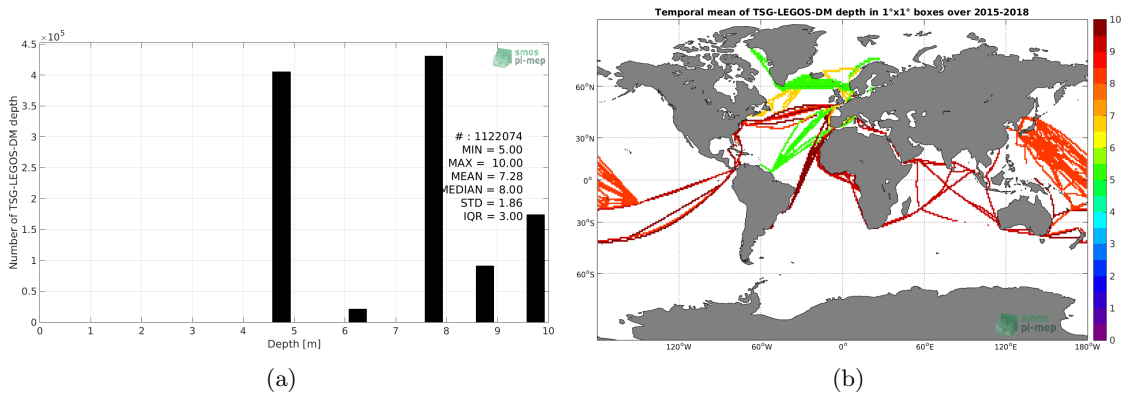 Temporal mean of TSG-LEGOS-DM depth in 1°x1° boxes over 2015-2018
4.5 ×10⁵
4
3.5
3
2.5
2
1.5
1
0.5
0
Number of TSG-LEGOS-DM depth
smos
pi-mep
# : 1122074
MIN = 5.00
MAX = 10.00
MEAN = 7.28
MEDIAN = 8.00
STD = 1.86
IQR = 3.00
0 1 2 3 4 5 6 7 8 9 10
Depth [m]
(a)
60°N
30°N
0°
30°S
60°S
120°W 60°W 0° 60°E 120°E 180°W
smos
pi-mep
10
9
8
7
6
5
4
3
2
1
0
(b)